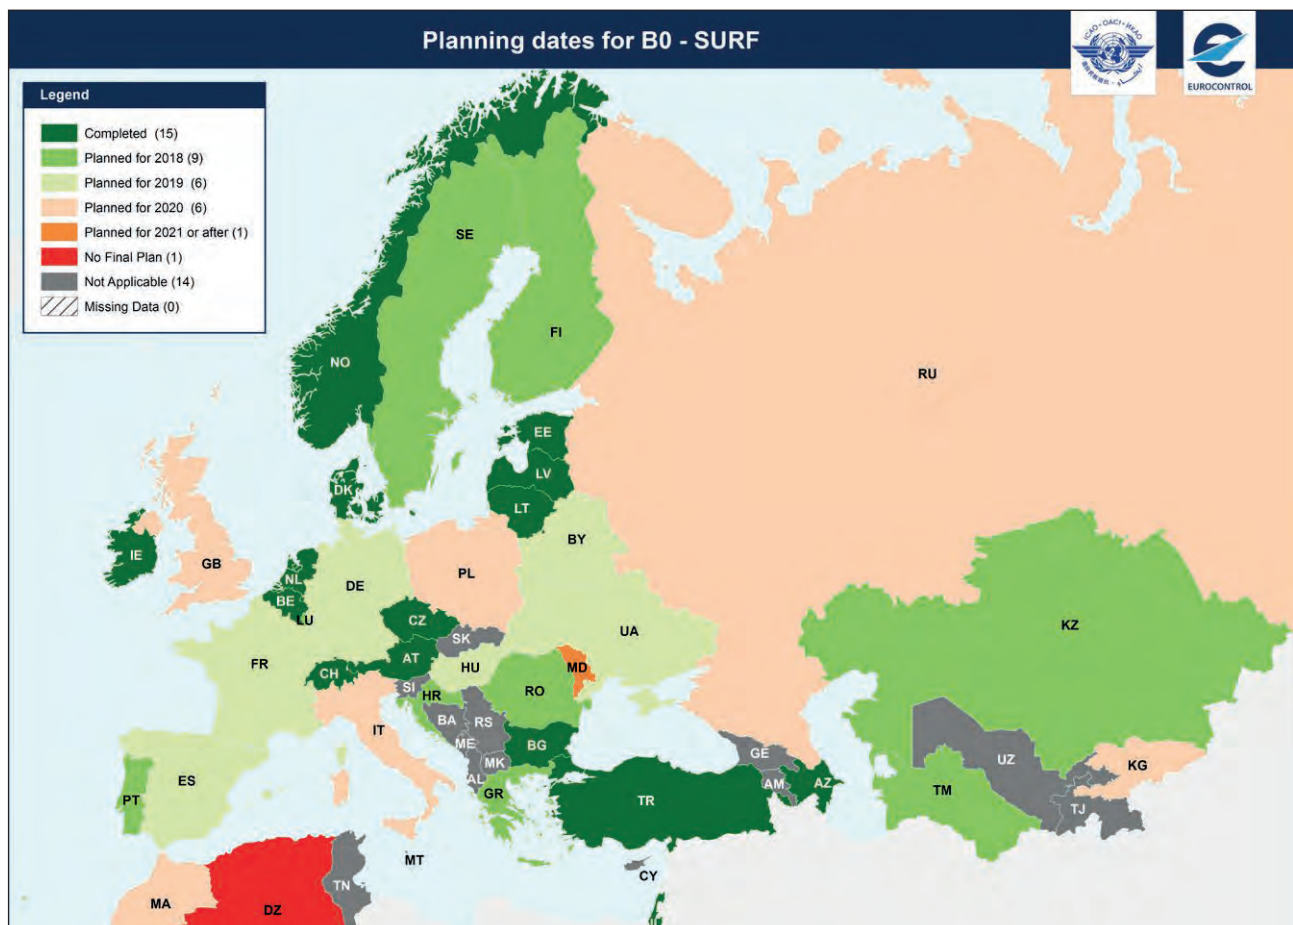 Planning dates for B0 - SURF
ICAO · OACI · ИКАО
EUROCONTROL
Legend
Completed (15)
Planned for 2018 (9)
Planned for 2019 (6)
Planned for 2020 (6)
Planned for 2021 or after (1)
No Final Plan (1)
Not Applicable (14)
Missing Data (0)
SE
FI
NO
RU
EE
LV
DK
LT
IE
GB
BY
NL
DE
PL
BE
LU
CZ
KZ
UA
SK
FR
AT
HU
MD
CH
SI
HR
RO
BA
RS
IT
ME
BG
GE
UZ
MK
KG
AL
ES
AM
AZ
TM
PT
GR
TR
TJ
MT
CY
TN
MA
DZ